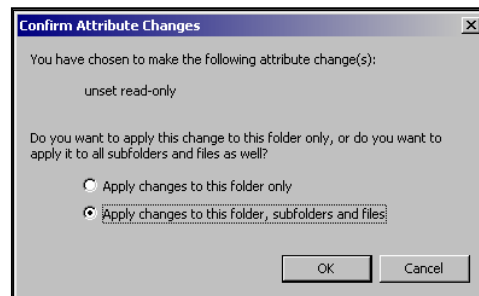 Confirm Attribute Changes
You have chosen to make the following attribute change(s):
unset read-only
Do you want to apply this change to this folder only, or do you want to
apply it to all subfolders and files as well?
Apply changes to this folder only
Apply changes to this folder, subfolders and files
OK
Cancel